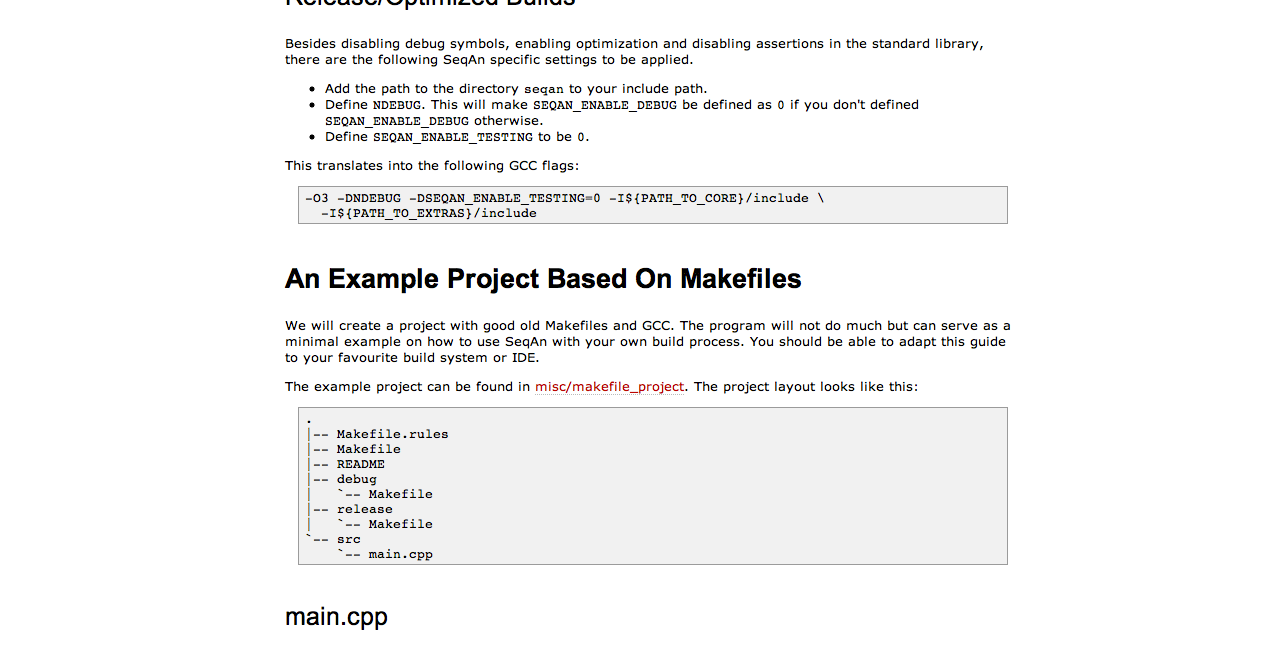 Release/Optimized Builds
Besides disabling debug symbols, enabling optimization and disabling assertions in the standard library,
there are the following SeqAn specific settings to be applied.
• Add the path to the directory seqan to your include path.
• Define NDEBUG. This will make SEQAN_ENABLE_DEBUG be defined as 0 if you don't defined
SEQAN_ENABLE_DEBUG otherwise.
• Define SEQAN_ENABLE_TESTING to be 0.
This translates into the following GCC flags:
-O3 -DNDEBUG -DSEQAN_ENABLE_TESTING=0 -I${PATH_TO_CORE}/include \
  -I${PATH_TO_EXTRAS}/include
An Example Project Based On Makefiles
We will create a project with good old Makefiles and GCC. The program will not do much but can serve as a
minimal example on how to use SeqAn with your own build process. You should be able to adapt this guide
to your favourite build system or IDE.
The example project can be found in misc/makefile_project. The project layout looks like this:
.
|-- Makefile.rules
|-- Makefile
|-- README
|-- debug
|   `-- Makefile
|-- release
|   `-- Makefile
`-- src
    `-- main.cpp
main.cpp